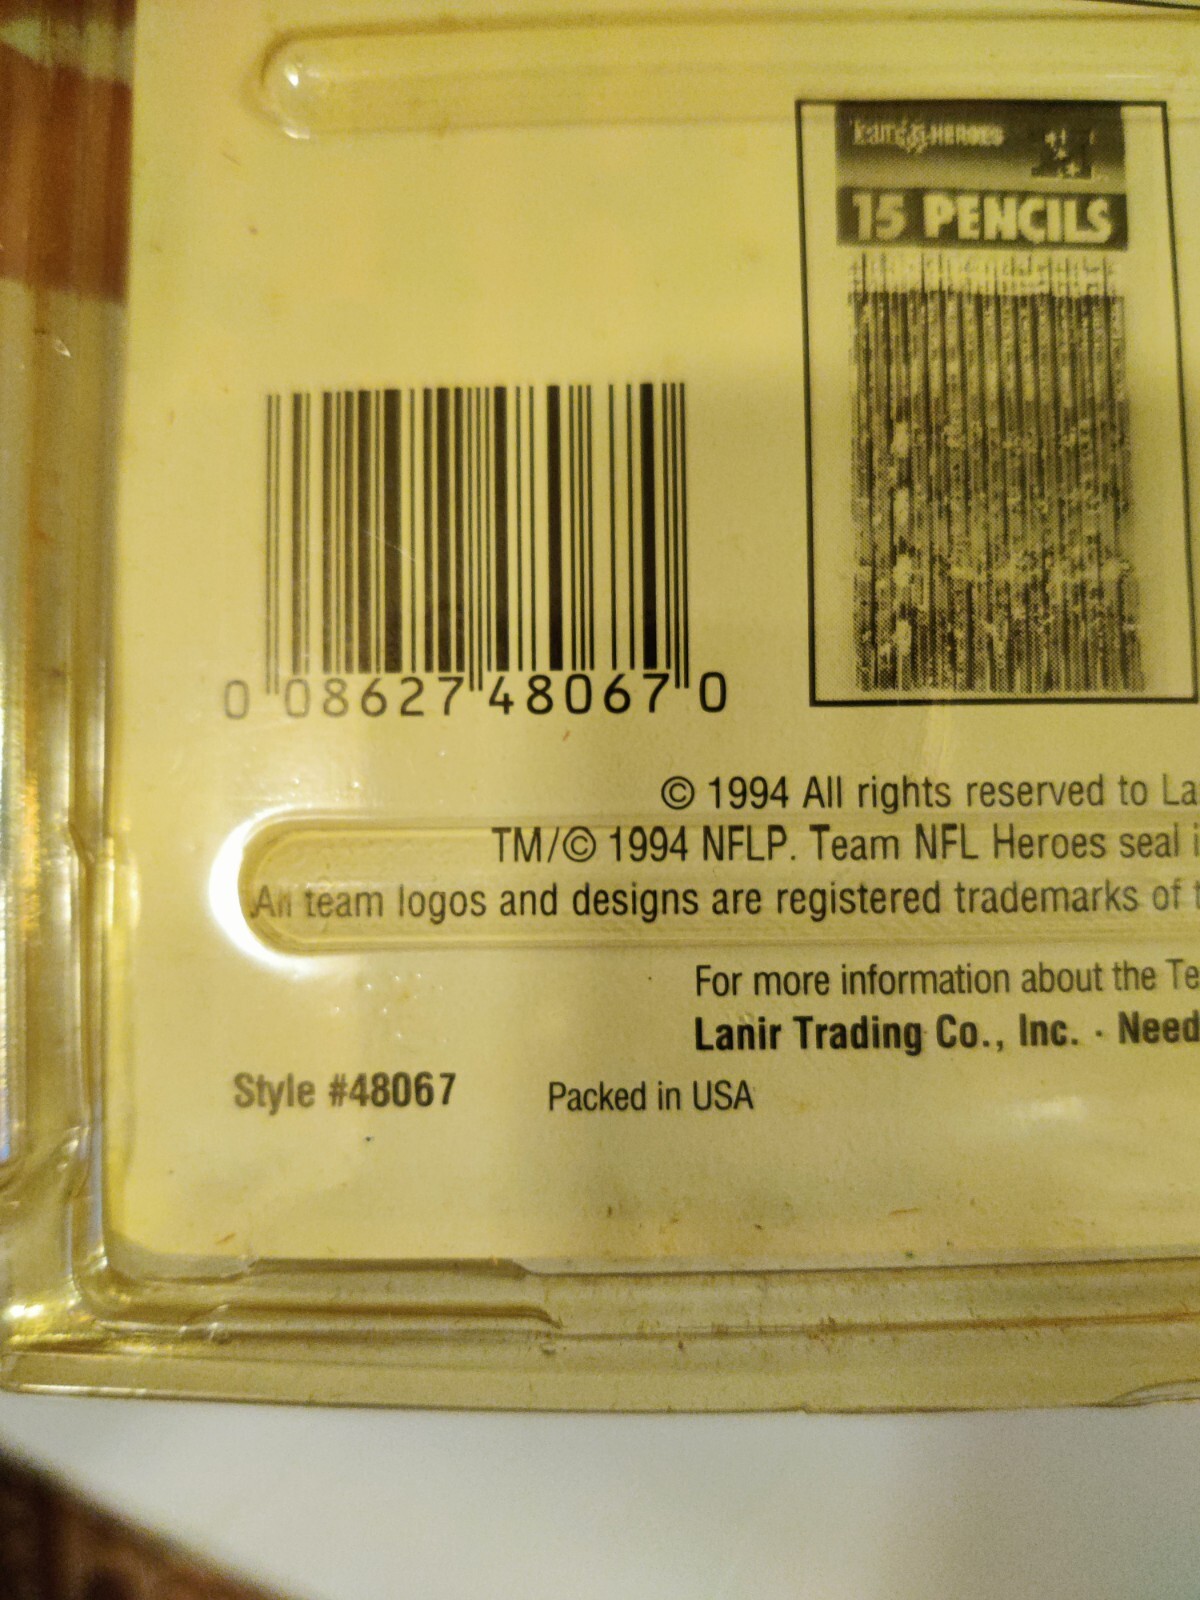 HEROES
15 PENCILS
0 08627 48067 0
© 1994 All rights reserved to La
TM/© 1994 NFLP. Team NFL Heroes seal i
All team logos and designs are registered trademarks of t
For more information about the Te
Lanir Trading Co., Inc. · Need
Style #48067 Packed in USA